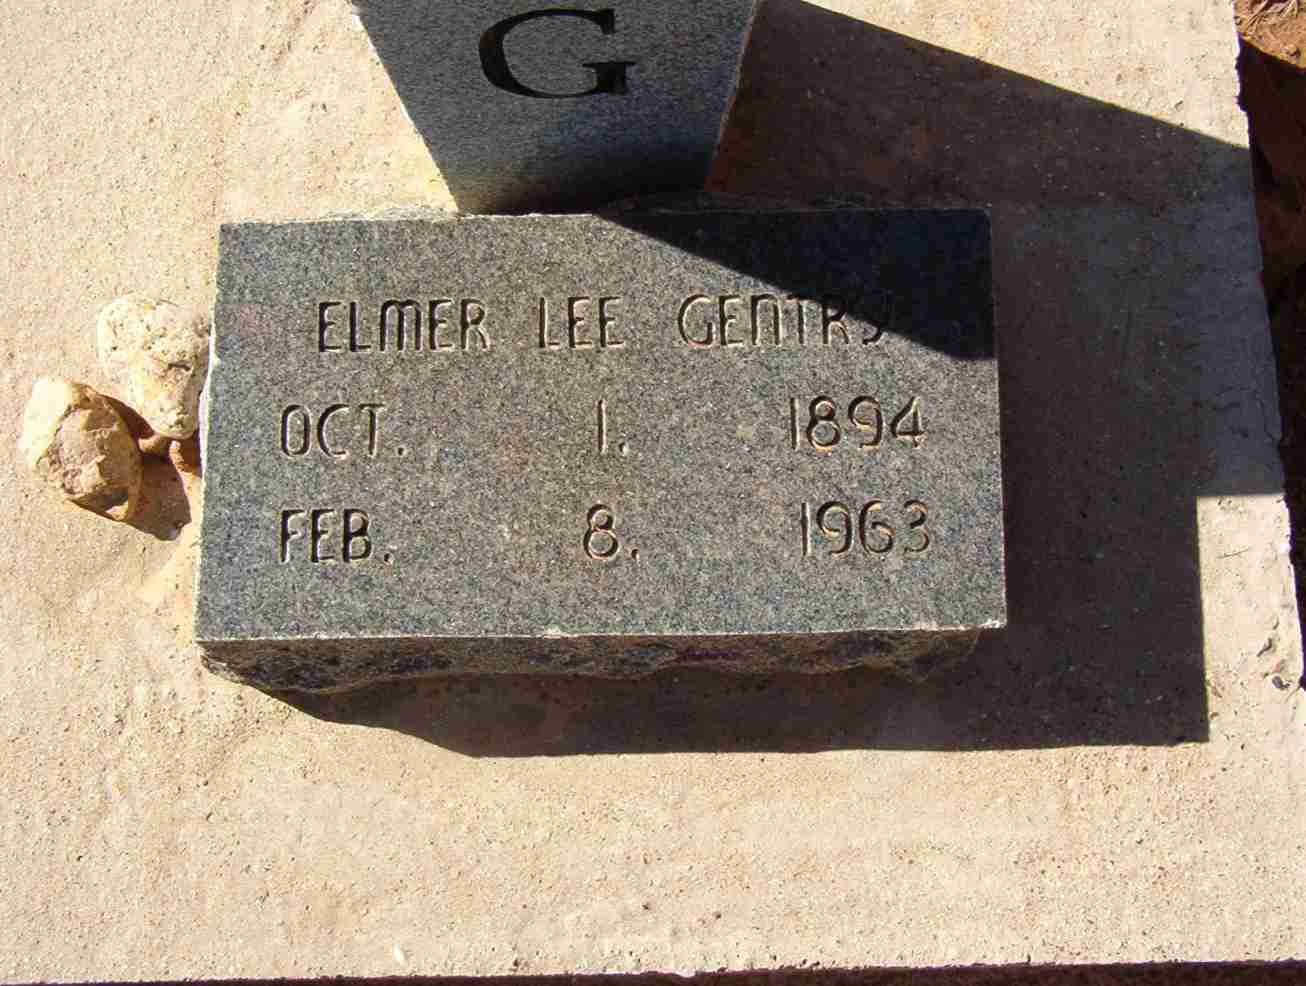 G
ELMER LEE GENTRY
OCT. 1. 1894
FEB. 8. 1963